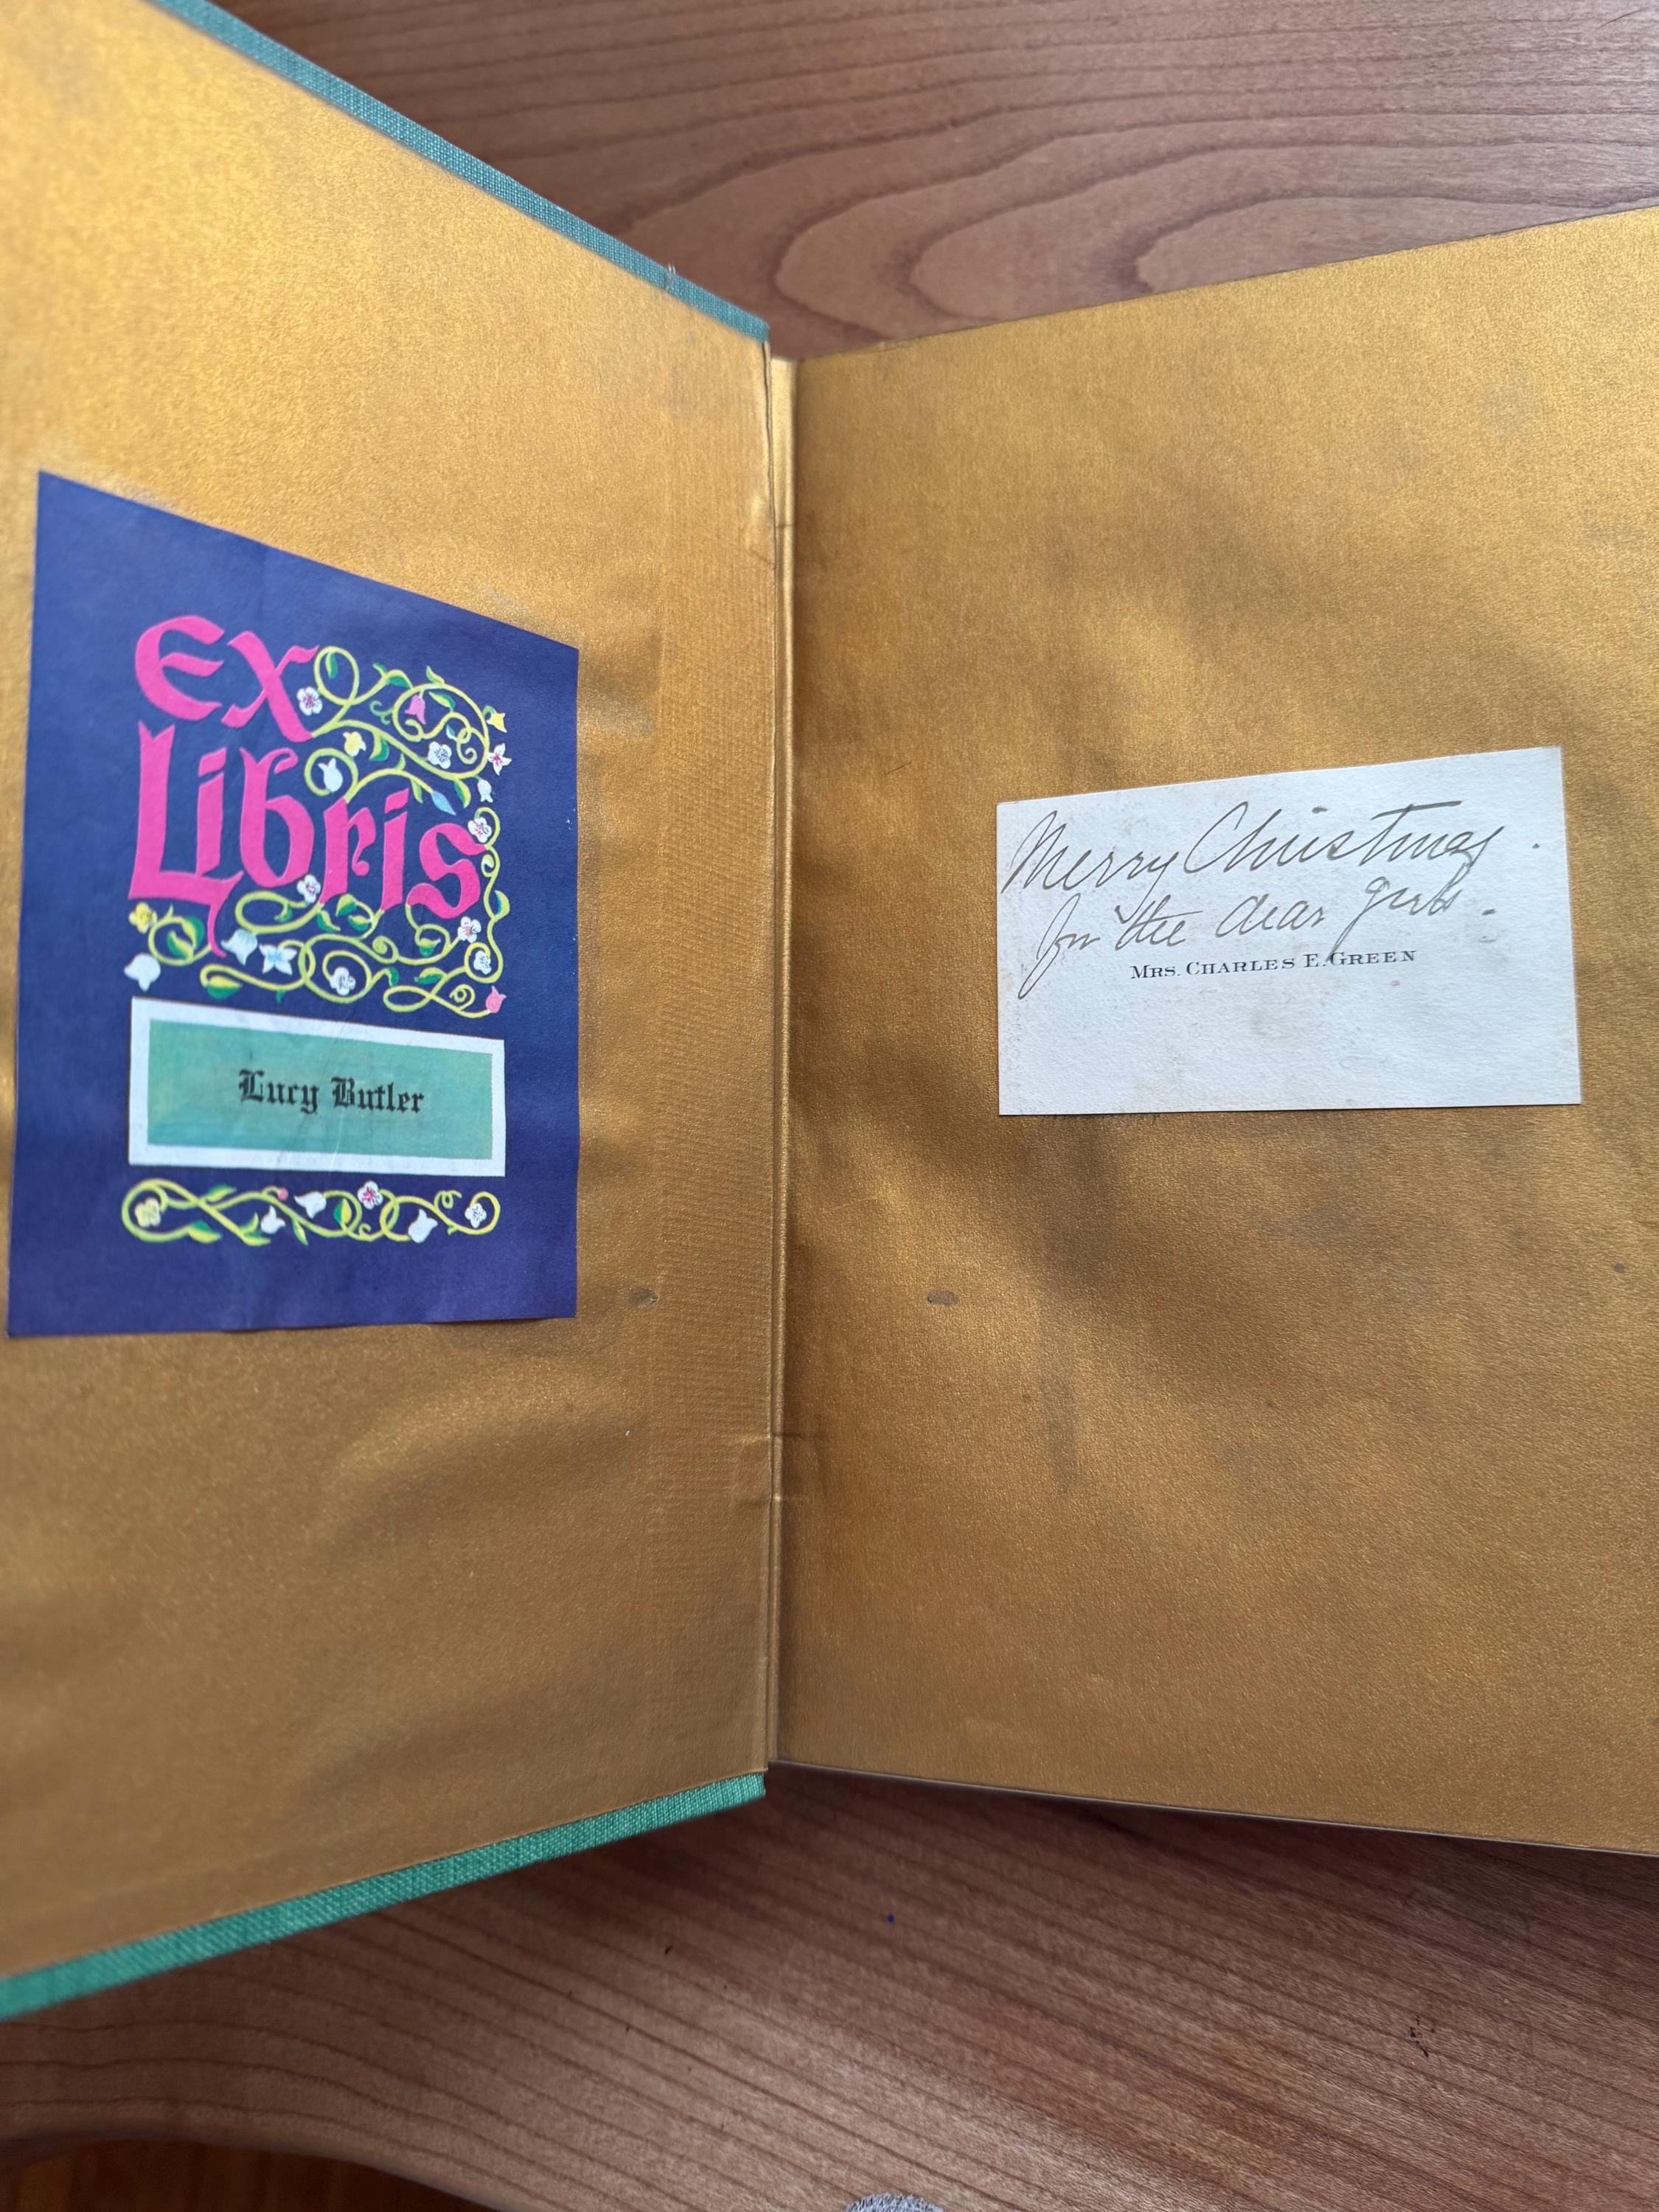 Ex
Libris
Lucy Butler
Merry Christmas.
for the dear girls.
Mrs. Charles E. Green